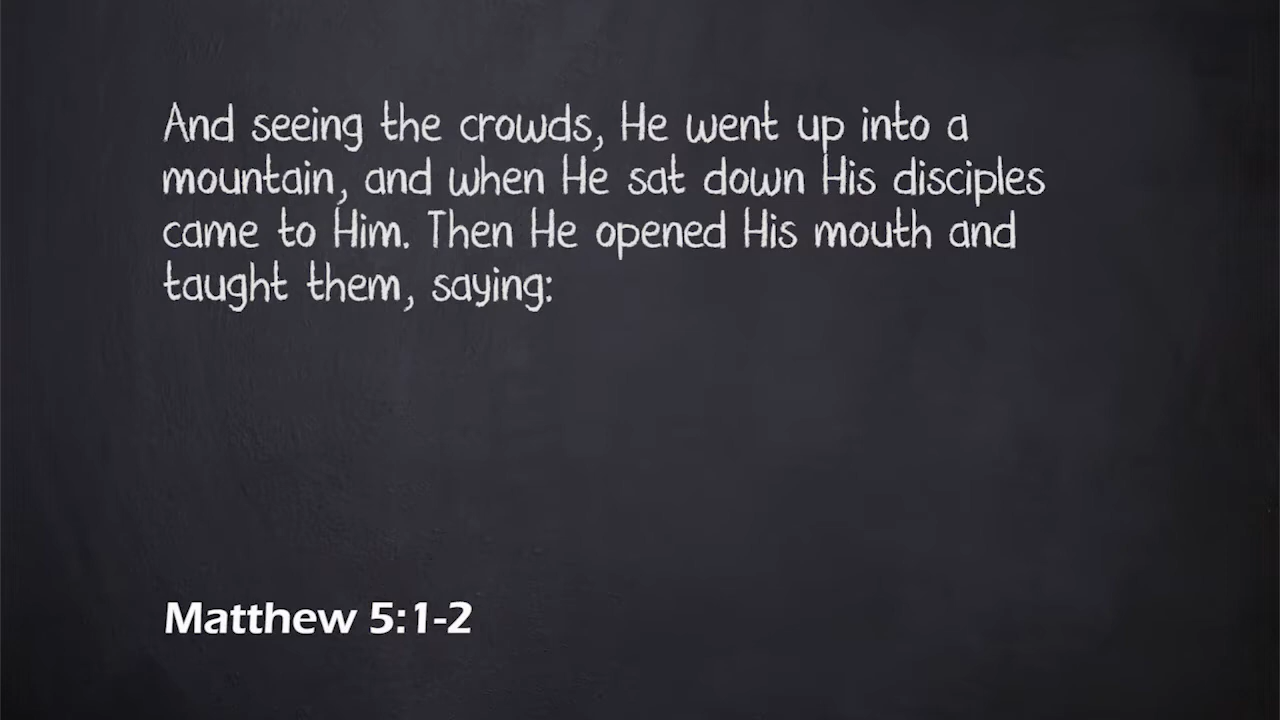 And seeing the crowds, He went up into a
mountain, and when He sat down His disciples
came to Him. Then He opened His mouth and
taught them, saying:
Matthew 5:1-2